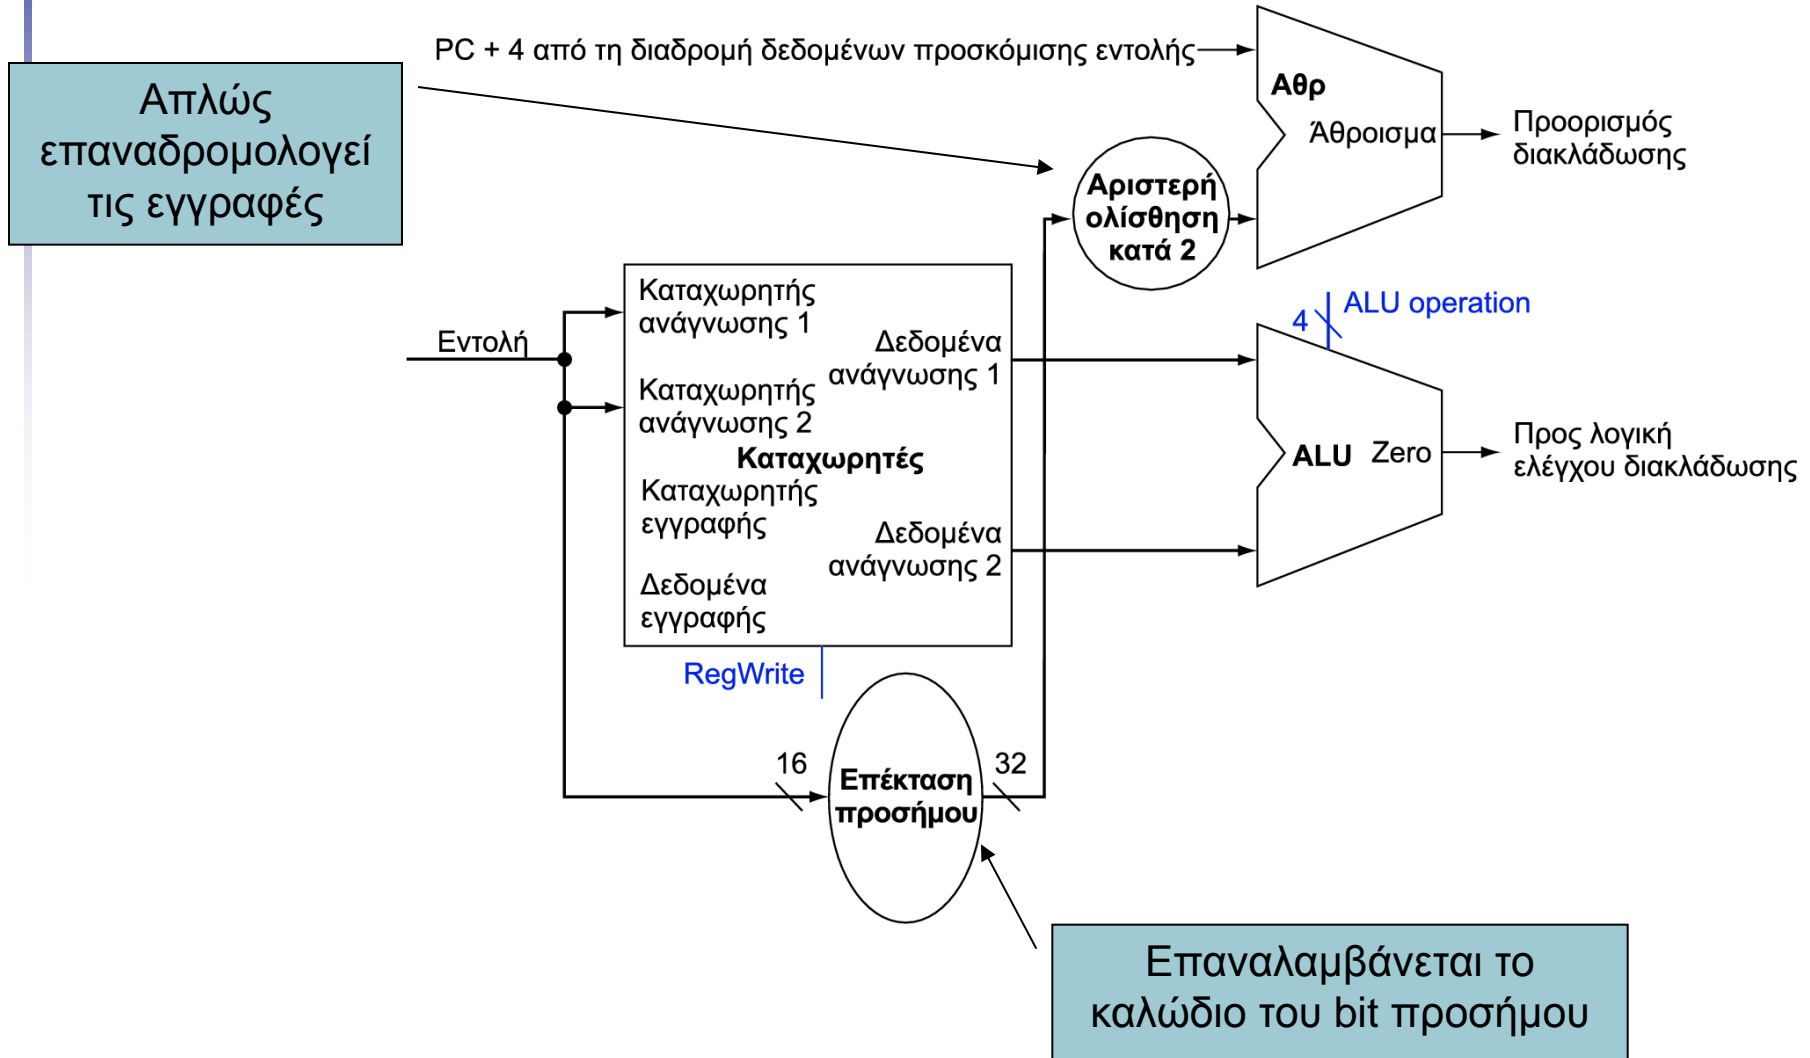 PC + 4 από τη διαδρομή δεδομένων προσκόμισης εντολής
Απλώς
επαναδρομολογεί
τις εγγραφές
Αθρ
Άθροισμα
Προορισμός
διακλάδωσης
Αριστερή
ολίσθηση
κατά 2
Εντολή
Καταχωρητής
ανάγνωσης 1
Καταχωρητής
ανάγνωσης 2
Καταχωρητές
Καταχωρητής
εγγραφής
Δεδομένα
εγγραφής
Δεδομένα
ανάγνωσης 1
Δεδομένα
ανάγνωσης 2
RegWrite
4
ALU operation
ALU
Zero
Προς λογική
ελέγχου διακλάδωσης
16
Επέκταση
προσήμου
32
Επαναλαμβάνεται το
καλώδιο του bit προσήμου